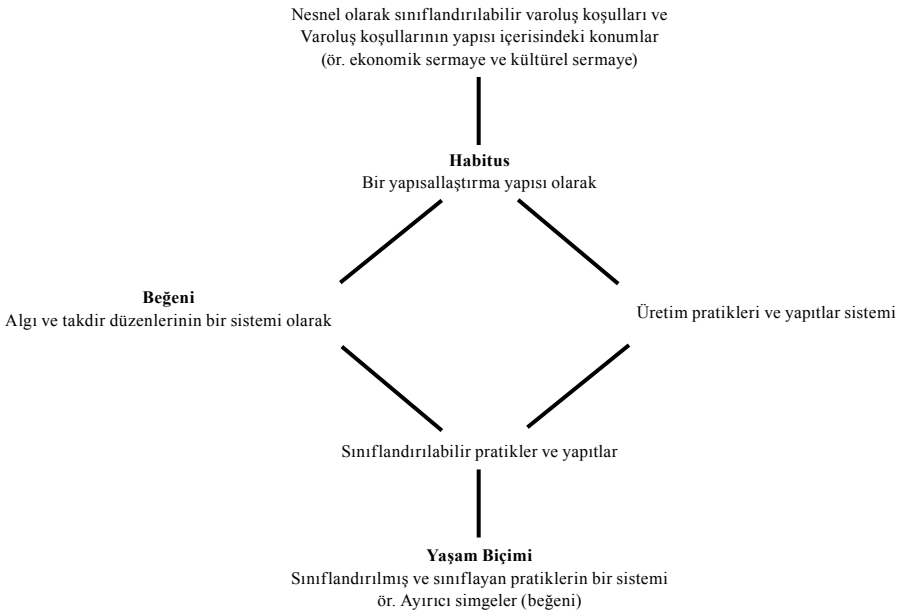 Nesnel olarak sınıflandırılabilir varoluş koşulları ve
Varoluş koşullarının yapısı içerisindeki konumlar
(ör. ekonomik sermaye ve kültürel sermaye)
Habitus
Bir yapısallaştırma yapısı olarak
Beğeni
Algı ve takdir düzenlerinin bir sistemi olarak
Üretim pratikleri ve yapıtlar sistemi
Sınıflandırılabilir pratikler ve yapıtlar
Yaşam Biçimi
Sınıflandırılmış ve sınıflayan pratiklerin bir sistemi
ör. Ayırıcı simgeler (beğeni)